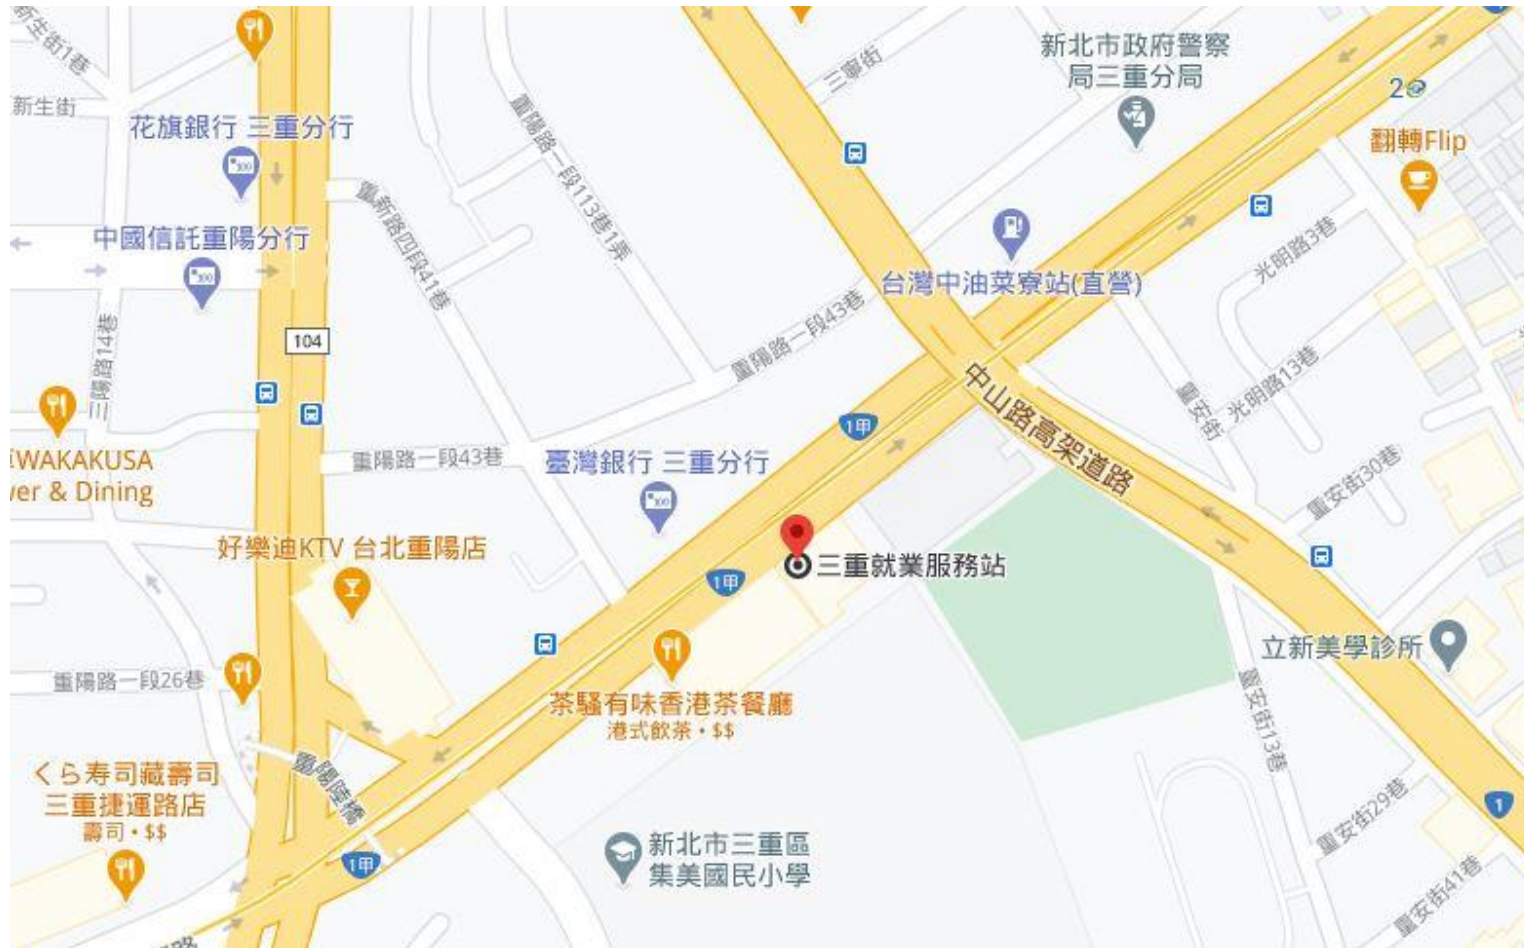 新生街1巷
新生街
花旗銀行 三重分行
中國信託重陽分行
三陽路14巷
104
重新路四段41巷
重陽路一段113巷1弄
三寧街
新北市政府警察
局三重分局
2
翻轉Flip
台灣中油菜寮站(直營)
光明路3巷
光明路13巷
重安街
重陽路一段43巷
重陽路一段43巷
1甲
中山路高架道路
重安街30巷
WAKAKUSA
er & Dining
臺灣銀行 三重分行
好樂迪KTV 台北重陽店
1甲
三重就業服務站
立新美學診所
重陽路一段26巷
茶騷有味香港茶餐廳
港式飲茶・$$
重安街13巷
重陽陸橋
くら寿司藏壽司
三重捷運路店
壽司・$$
1甲
新北市三重區
集美國民小學
1
重安街29巷
重安街41巷
路